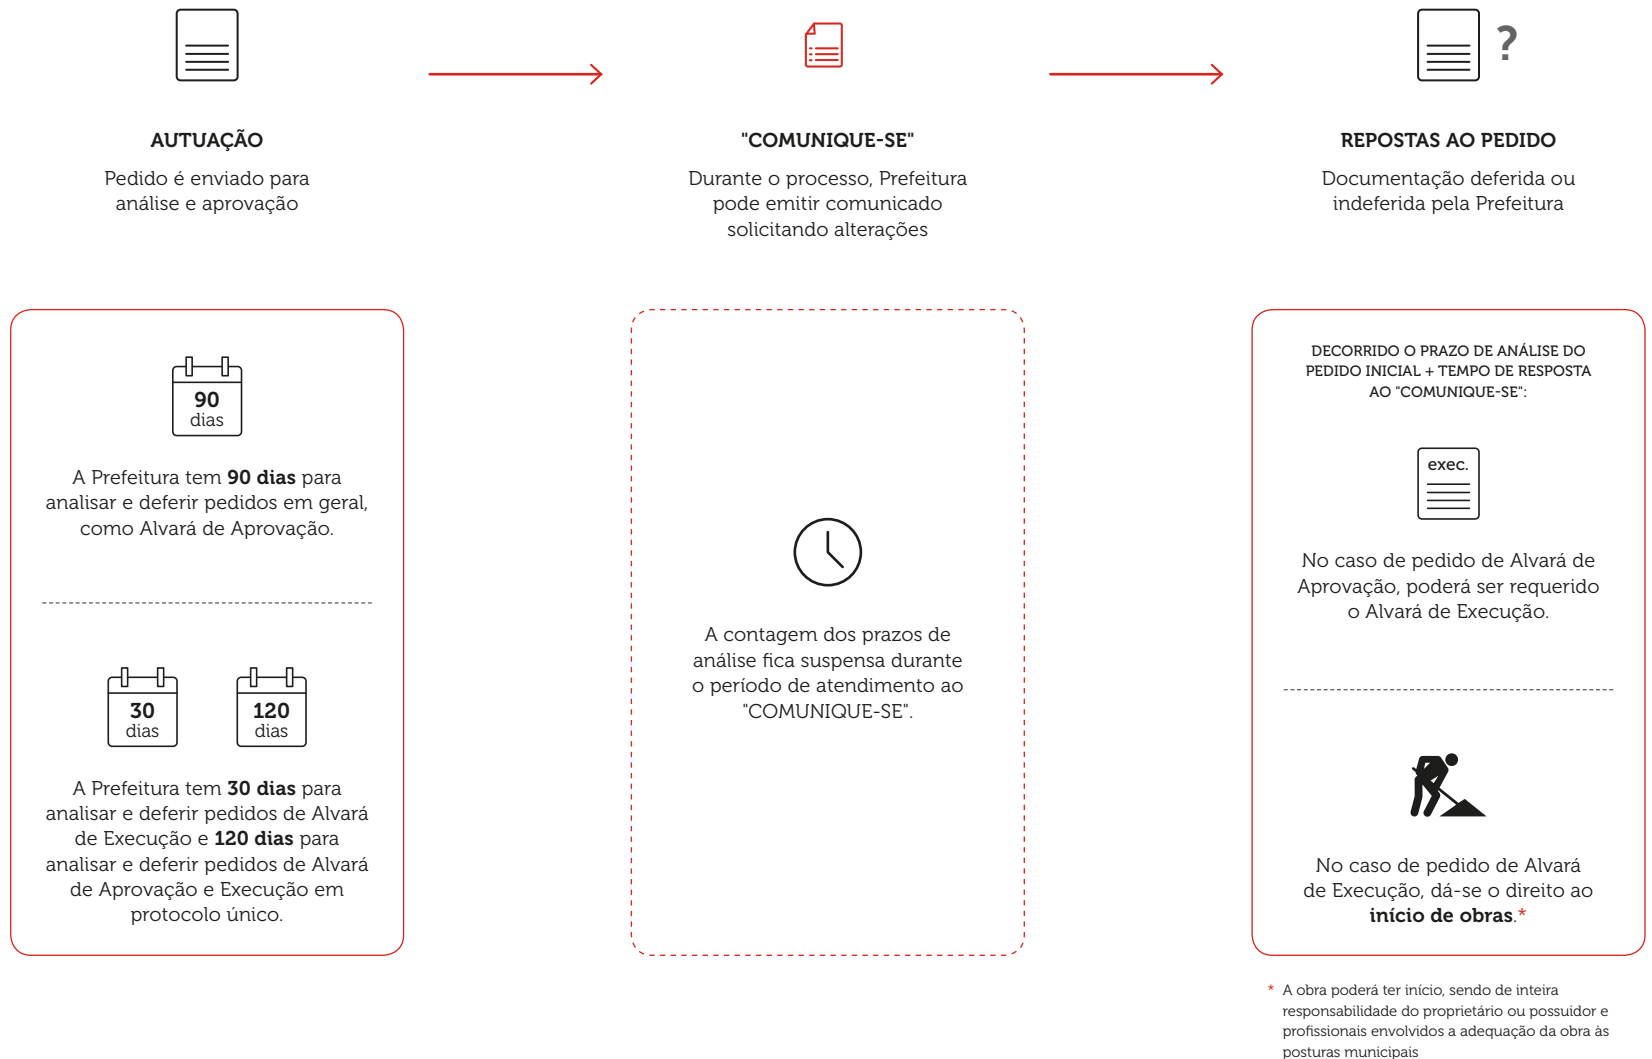 ?
AUTUAÇÃO
Pedido é enviado para
análise e aprovação
"COMUNIQUE-SE"
Durante o processo, Prefeitura
pode emitir comunicado
solicitando alterações
REPOSTAS AO PEDIDO
Documentação deferida ou
indeferida pela Prefeitura
90
dias
A Prefeitura tem 90 dias para
analisar e deferir pedidos em geral,
como Alvará de Aprovação.
30
dias
120
dias
A Prefeitura tem 30 dias para
analisar e deferir pedidos de Alvará
de Execução e 120 dias para
analisar e deferir pedidos de Alvará
de Aprovação e Execução em
protocolo único.
A contagem dos prazos de
análise fica suspensa durante
o período de atendimento ao
"COMUNIQUE-SE".
DECORRIDO O PRAZO DE ANÁLISE DO
PEDIDO INICIAL + TEMPO DE RESPOSTA
AO "COMUNIQUE-SE":
exec.
No caso de pedido de Alvará de
Aprovação, poderá ser requerido
o Alvará de Execução.
No caso de pedido de Alvará
de Execução, dá-se o direito ao
início de obras.*
* A obra poderá ter início, sendo de inteira
responsabilidade do proprietário ou possuidor e
profissionais envolvidos a adequação da obra às
posturas municipais